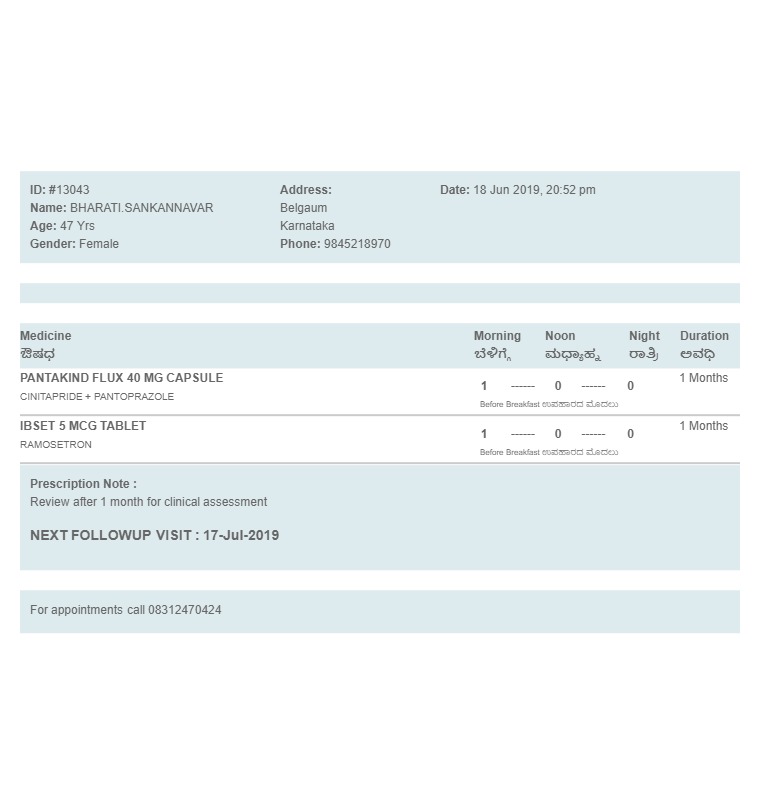 ID: #13043
Name: BHARATI.SANKANNAVAR
Age: 47 Yrs
Gender: Female
Address:
Belgaum
Karnataka
Phone: 9845218970
Date: 18 Jun 2019, 20:52 pm
Medicine Morning Noon Night Duration
ಔಷಧ ಬೆಳಿಗ್ಗೆ ಮಧ್ಯಾಹ್ನ ರಾತ್ರಿ ಅವಧಿ
PANTAKIND FLUX 40 MG CAPSULE 1 ------ 0 ------ 0 1 Months
CINITAPRIDE + PANTOPRAZOLE
Before Breakfast ಉಪಹಾರದ ಮೊದಲು
IBSET 5 MCG TABLET 1 ------ 0 ------ 0 1 Months
RAMOSETRON
Before Breakfast ಉಪಹಾರದ ಮೊದಲು
Prescription Note :
Review after 1 month for clinical assessment
NEXT FOLLOWUP VISIT : 17-Jul-2019
For appointments call 08312470424